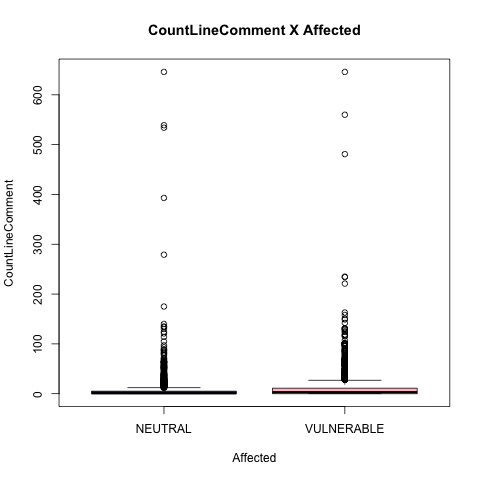 CountLineComment X Affected
CountLineComment
600
500
400
300
200
100
0
NEUTRAL VULNERABLE
Affected